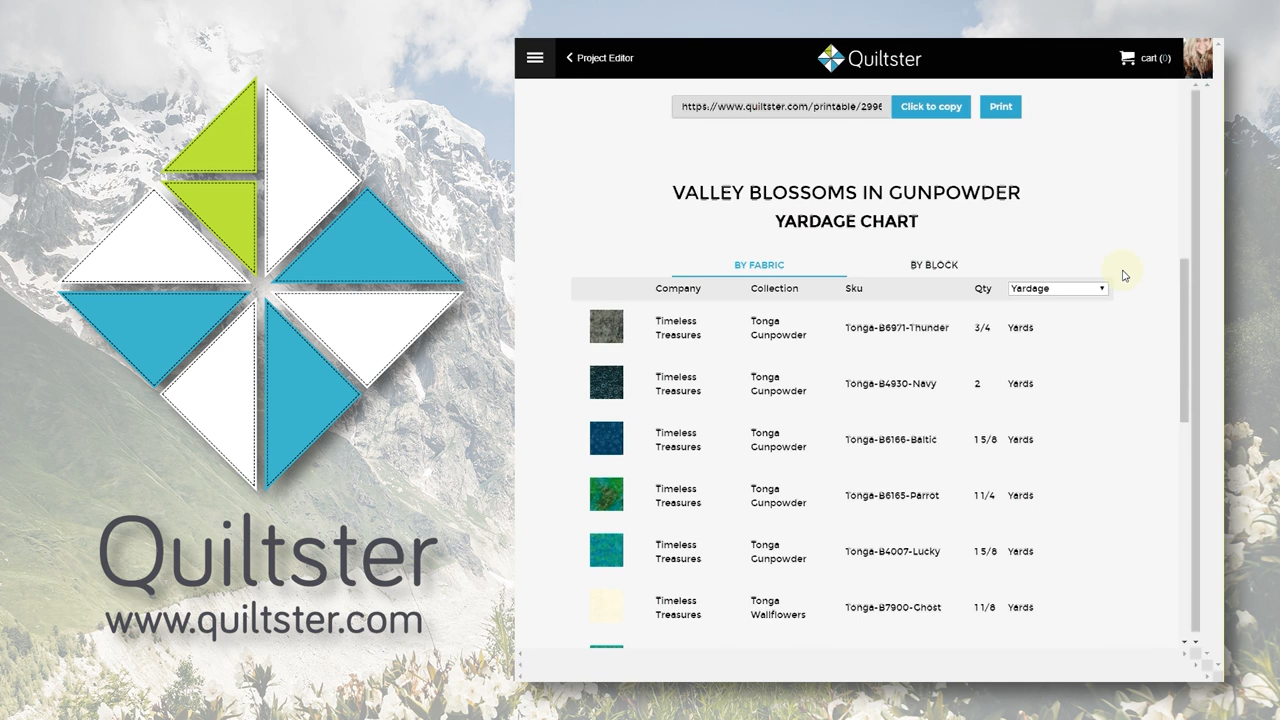 Project Editor
Quiltster
cart (0)
https://www.quiltster.com/printable/2996
Click to copy
Print
VALLEY BLOSSOMS IN GUNPOWDER
YARDAGE CHART
BY FABRIC
BY BLOCK
Company Collection Sku Qty Yardage
Timeless Treasures Tonga Gunpowder Tonga-B6971-Thunder 3/4 Yards
Timeless Treasures Tonga Gunpowder Tonga-B4930-Navy 2 Yards
Timeless Treasures Tonga Gunpowder Tonga-B6166-Baltic 1 5/8 Yards
Timeless Treasures Tonga Gunpowder Tonga-B6165-Parrot 1 1/4 Yards
Timeless Treasures Tonga Gunpowder Tonga-B4007-Lucky 1 5/8 Yards
Timeless Treasures Tonga Wallflowers Tonga-B7900-Ghost 1 1/8 Yards
Quiltster
www.quiltster.com